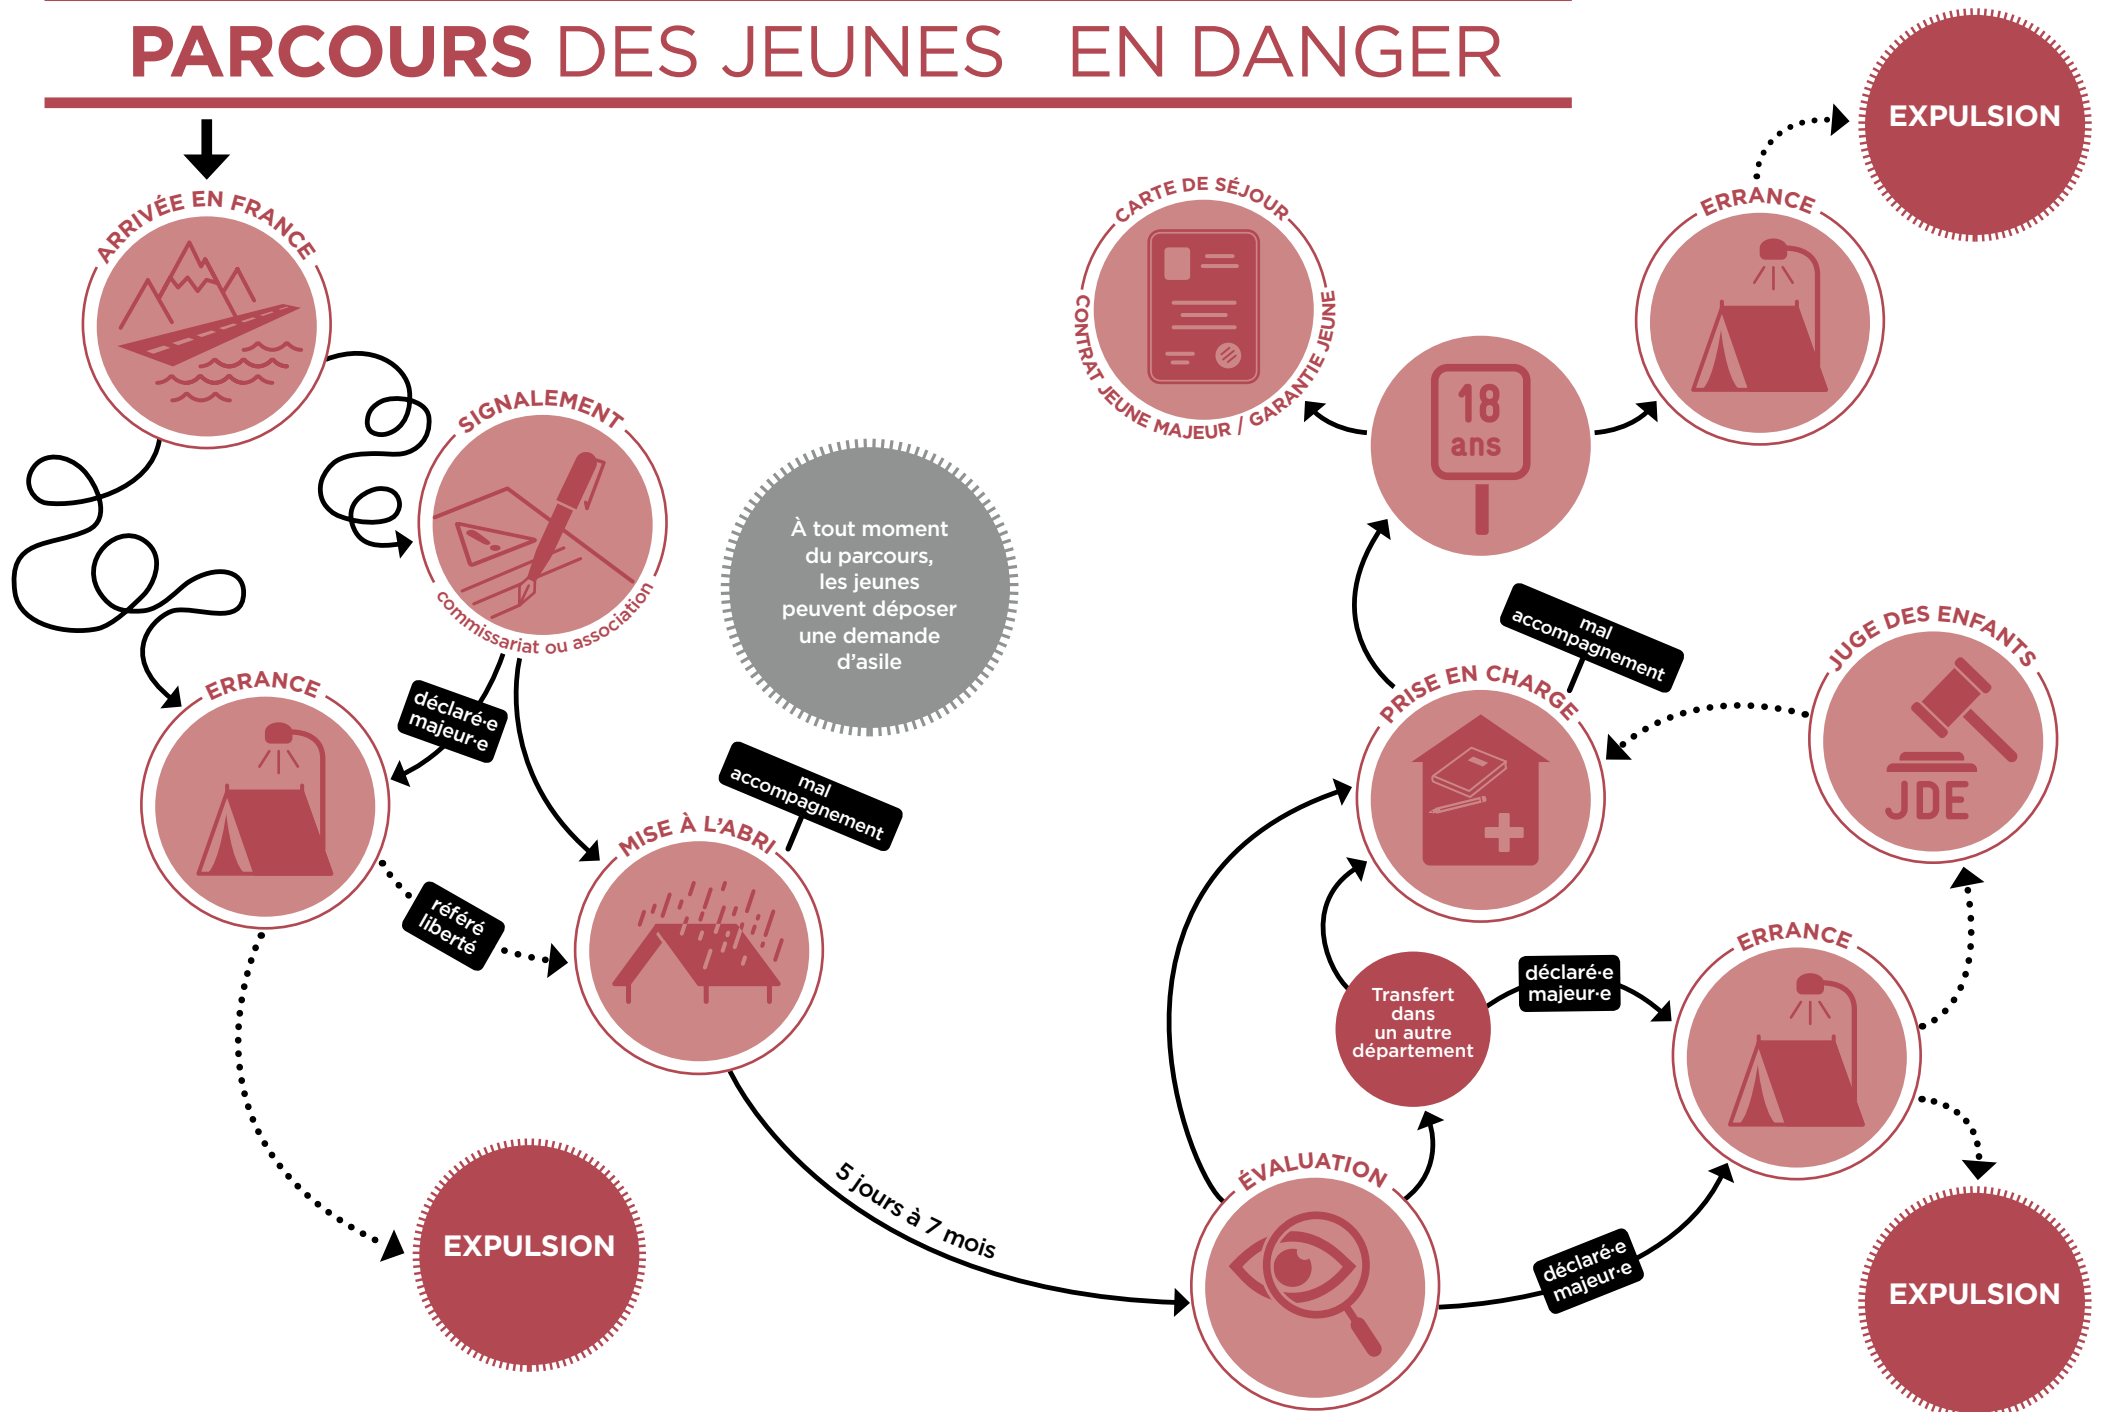 PARCOURS DES JEUNES EN DANGER
ARRIVÉE EN FRANCE
SIGNALEMENT
commissariat ou association
déclaré·e
majeur·e
ERRANCE
référé
liberté
EXPULSION
À tout moment
du parcours,
les jeunes
peuvent déposer
une demande
d'asile
mal
accompagnement
MISE À L'ABRI
5 jours à 7 mois
ÉVALUATION
Transfert
dans
un autre
département
déclaré·e
majeur·e
déclaré·e
majeur·e
ERRANCE
EXPULSION
JUGE DES ENFANTS
JDE
mal
accompagnement
PRISE EN CHARGE
18
ans
CARTE DE SÉJOUR
CONTRAT JEUNE MAJEUR / GARANTIE JEUNE
ERRANCE
EXPULSION